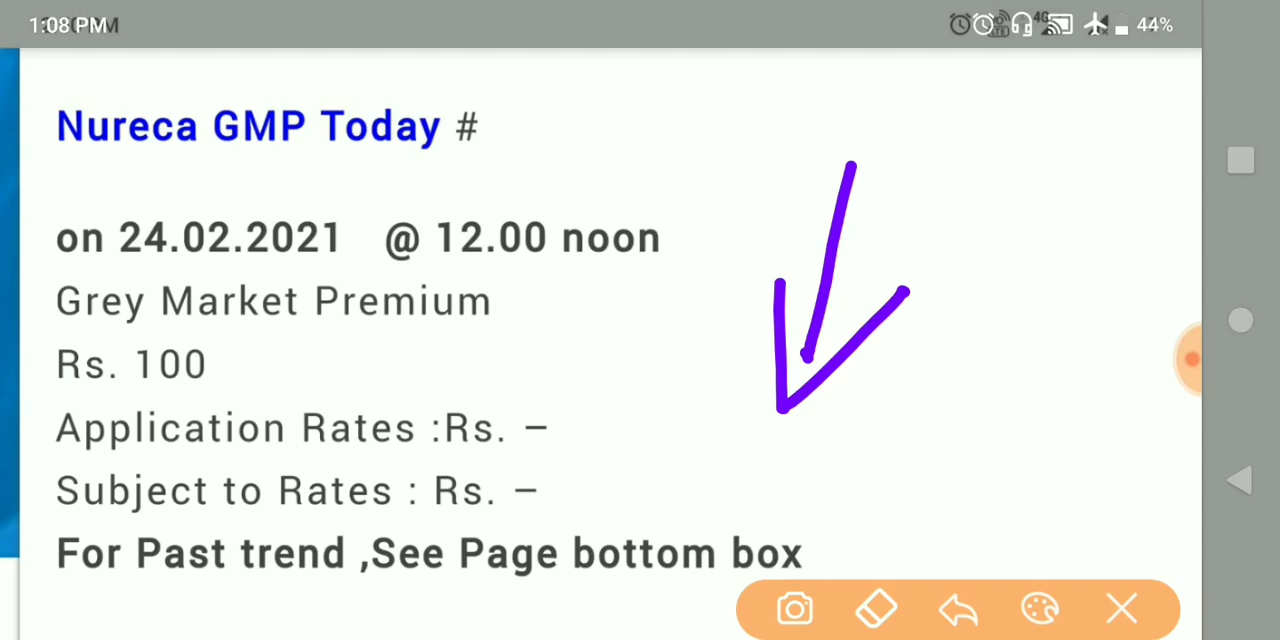 1:08 PM
4G
44%
Nureca GMP Today #
on 24.02.2021 @ 12.00 noon
Grey Market Premium
Rs. 100
Application Rates :Rs. –
Subject to Rates : Rs. –
For Past trend ,See Page bottom box